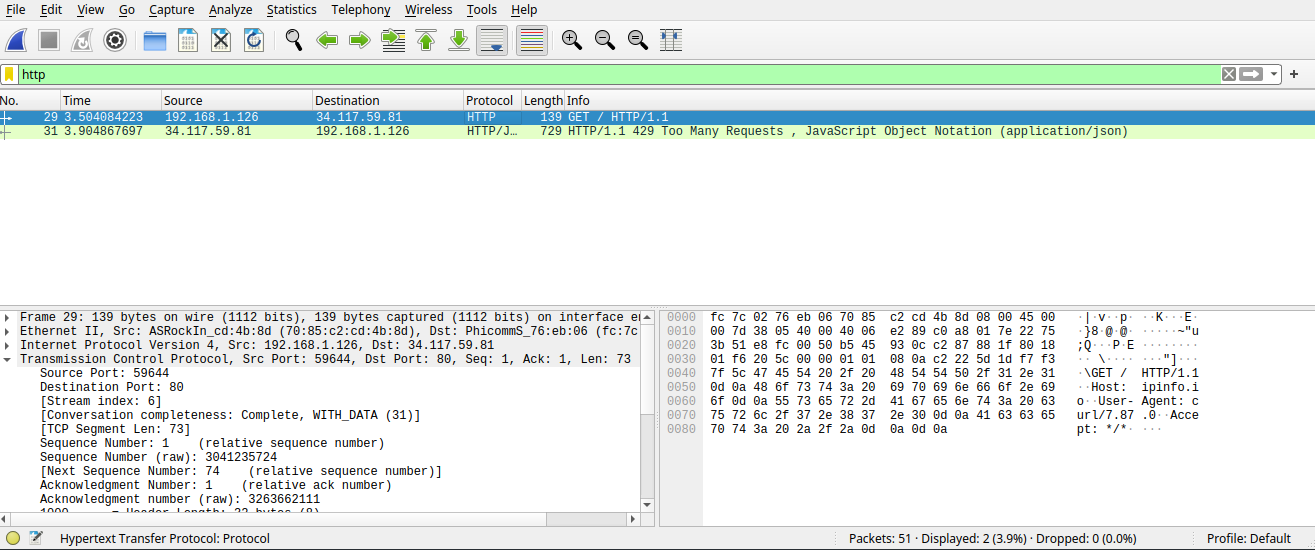 File Edit View Go Capture Analyze Statistics Telephony Wireless Tools Help
http
No. Time Source Destination Protocol Length Info
29 3.504084223 192.168.1.126 34.117.59.81 HTTP 139 GET / HTTP/1.1
31 3.904867697 34.117.59.81 192.168.1.126 HTTP/J… 729 HTTP/1.1 429 Too Many Requests , JavaScript Object Notation (application/json)
Frame 29: 139 bytes on wire (1112 bits), 139 bytes captured (1112 bits) on interface
Ethernet II, Src: ASRockIn_cd:4b:8d (70:85:c2:cd:4b:8d), Dst: PhicommS_76:eb:06 (fc:7c
Internet Protocol Version 4, Src: 192.168.1.126, Dst: 34.117.59.81
Transmission Control Protocol, Src Port: 59644, Dst Port: 80, Seq: 1, Ack: 1, Len: 73
Source Port: 59644
Destination Port: 80
[Stream index: 6]
[Conversation completeness: Complete, WITH_DATA (31)]
[TCP Segment Len: 73]
Sequence Number: 1 (relative sequence number)
Sequence Number (raw): 3041235724
[Next Sequence Number: 74 (relative sequence number)]
Acknowledgment Number: 1 (relative ack number)
Acknowledgment number (raw): 3263662111
0000 fc 7c 02 76 eb 06 70 85 c2 cd 4b 8d 08 00 45 00 ·|·v··p· ··K···E·
0010 00 7d 38 05 40 00 40 06 e2 89 c0 a8 01 7e 22 75 ·}8·@·@· ·····~"u
0020 3b 51 e8 fc 00 50 b5 45 93 0c c2 87 88 1f 80 18 ;Q···P·E ········
0030 01 f6 20 5c 00 00 01 01 08 0a c2 22 5d 1d f7 f3 ·· \···· ···"]···
0040 7f 5c 47 45 54 20 2f 20 48 54 54 50 2f 31 2e 31 ·\GET / HTTP/1.1
0050 0d 0a 48 6f 73 74 3a 20 69 70 69 6e 66 6f 2e 69 ··Host: ipinfo.i
0060 6f 0d 0a 55 73 65 72 2d 41 67 65 6e 74 3a 20 63 o··User- Agent: c
0070 75 72 6c 2f 37 2e 38 37 2e 30 0d 0a 41 63 63 65 url/7.87 .0··Acce
0080 70 74 3a 20 2a 2f 2a 0d 0a 0d 0a pt: */*· ···
Hypertext Transfer Protocol: Protocol
Packets: 51 · Displayed: 2 (3.9%) · Dropped: 0 (0.0%)
Profile: Default